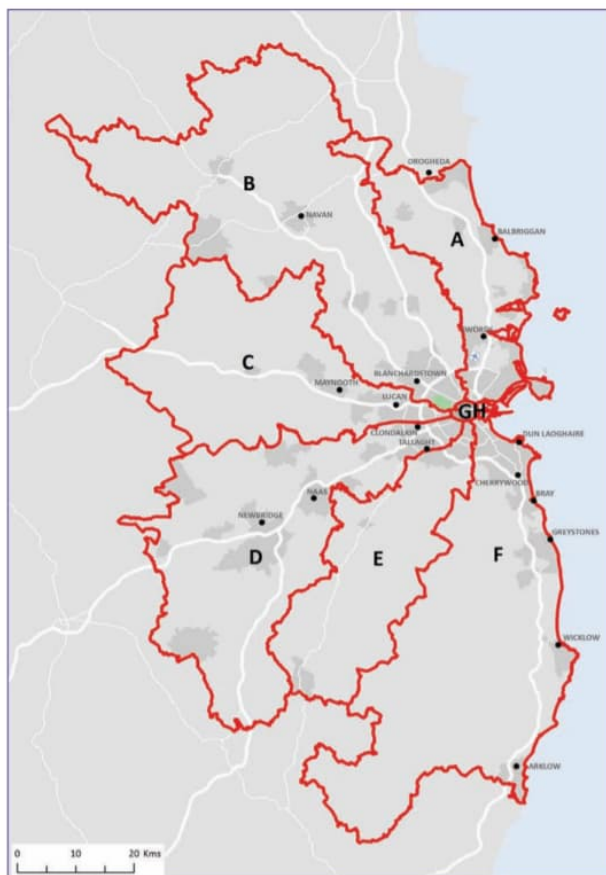 DROGHEDA
B
NAVAN
A
BALBRIGGAN
SWORDS
C
BLANCHARDSTOWN
MAYNOOTH
LUCAN
GH
CLONDALKIN
DUN LAOGHAIRE
TALLAGHT
CHERRYWOOD
NAAS
BRAY
NEWBRIDGE
GREYSTONES
D
E
F
WICKLOW
ARKLOW
0 10 20 Kms